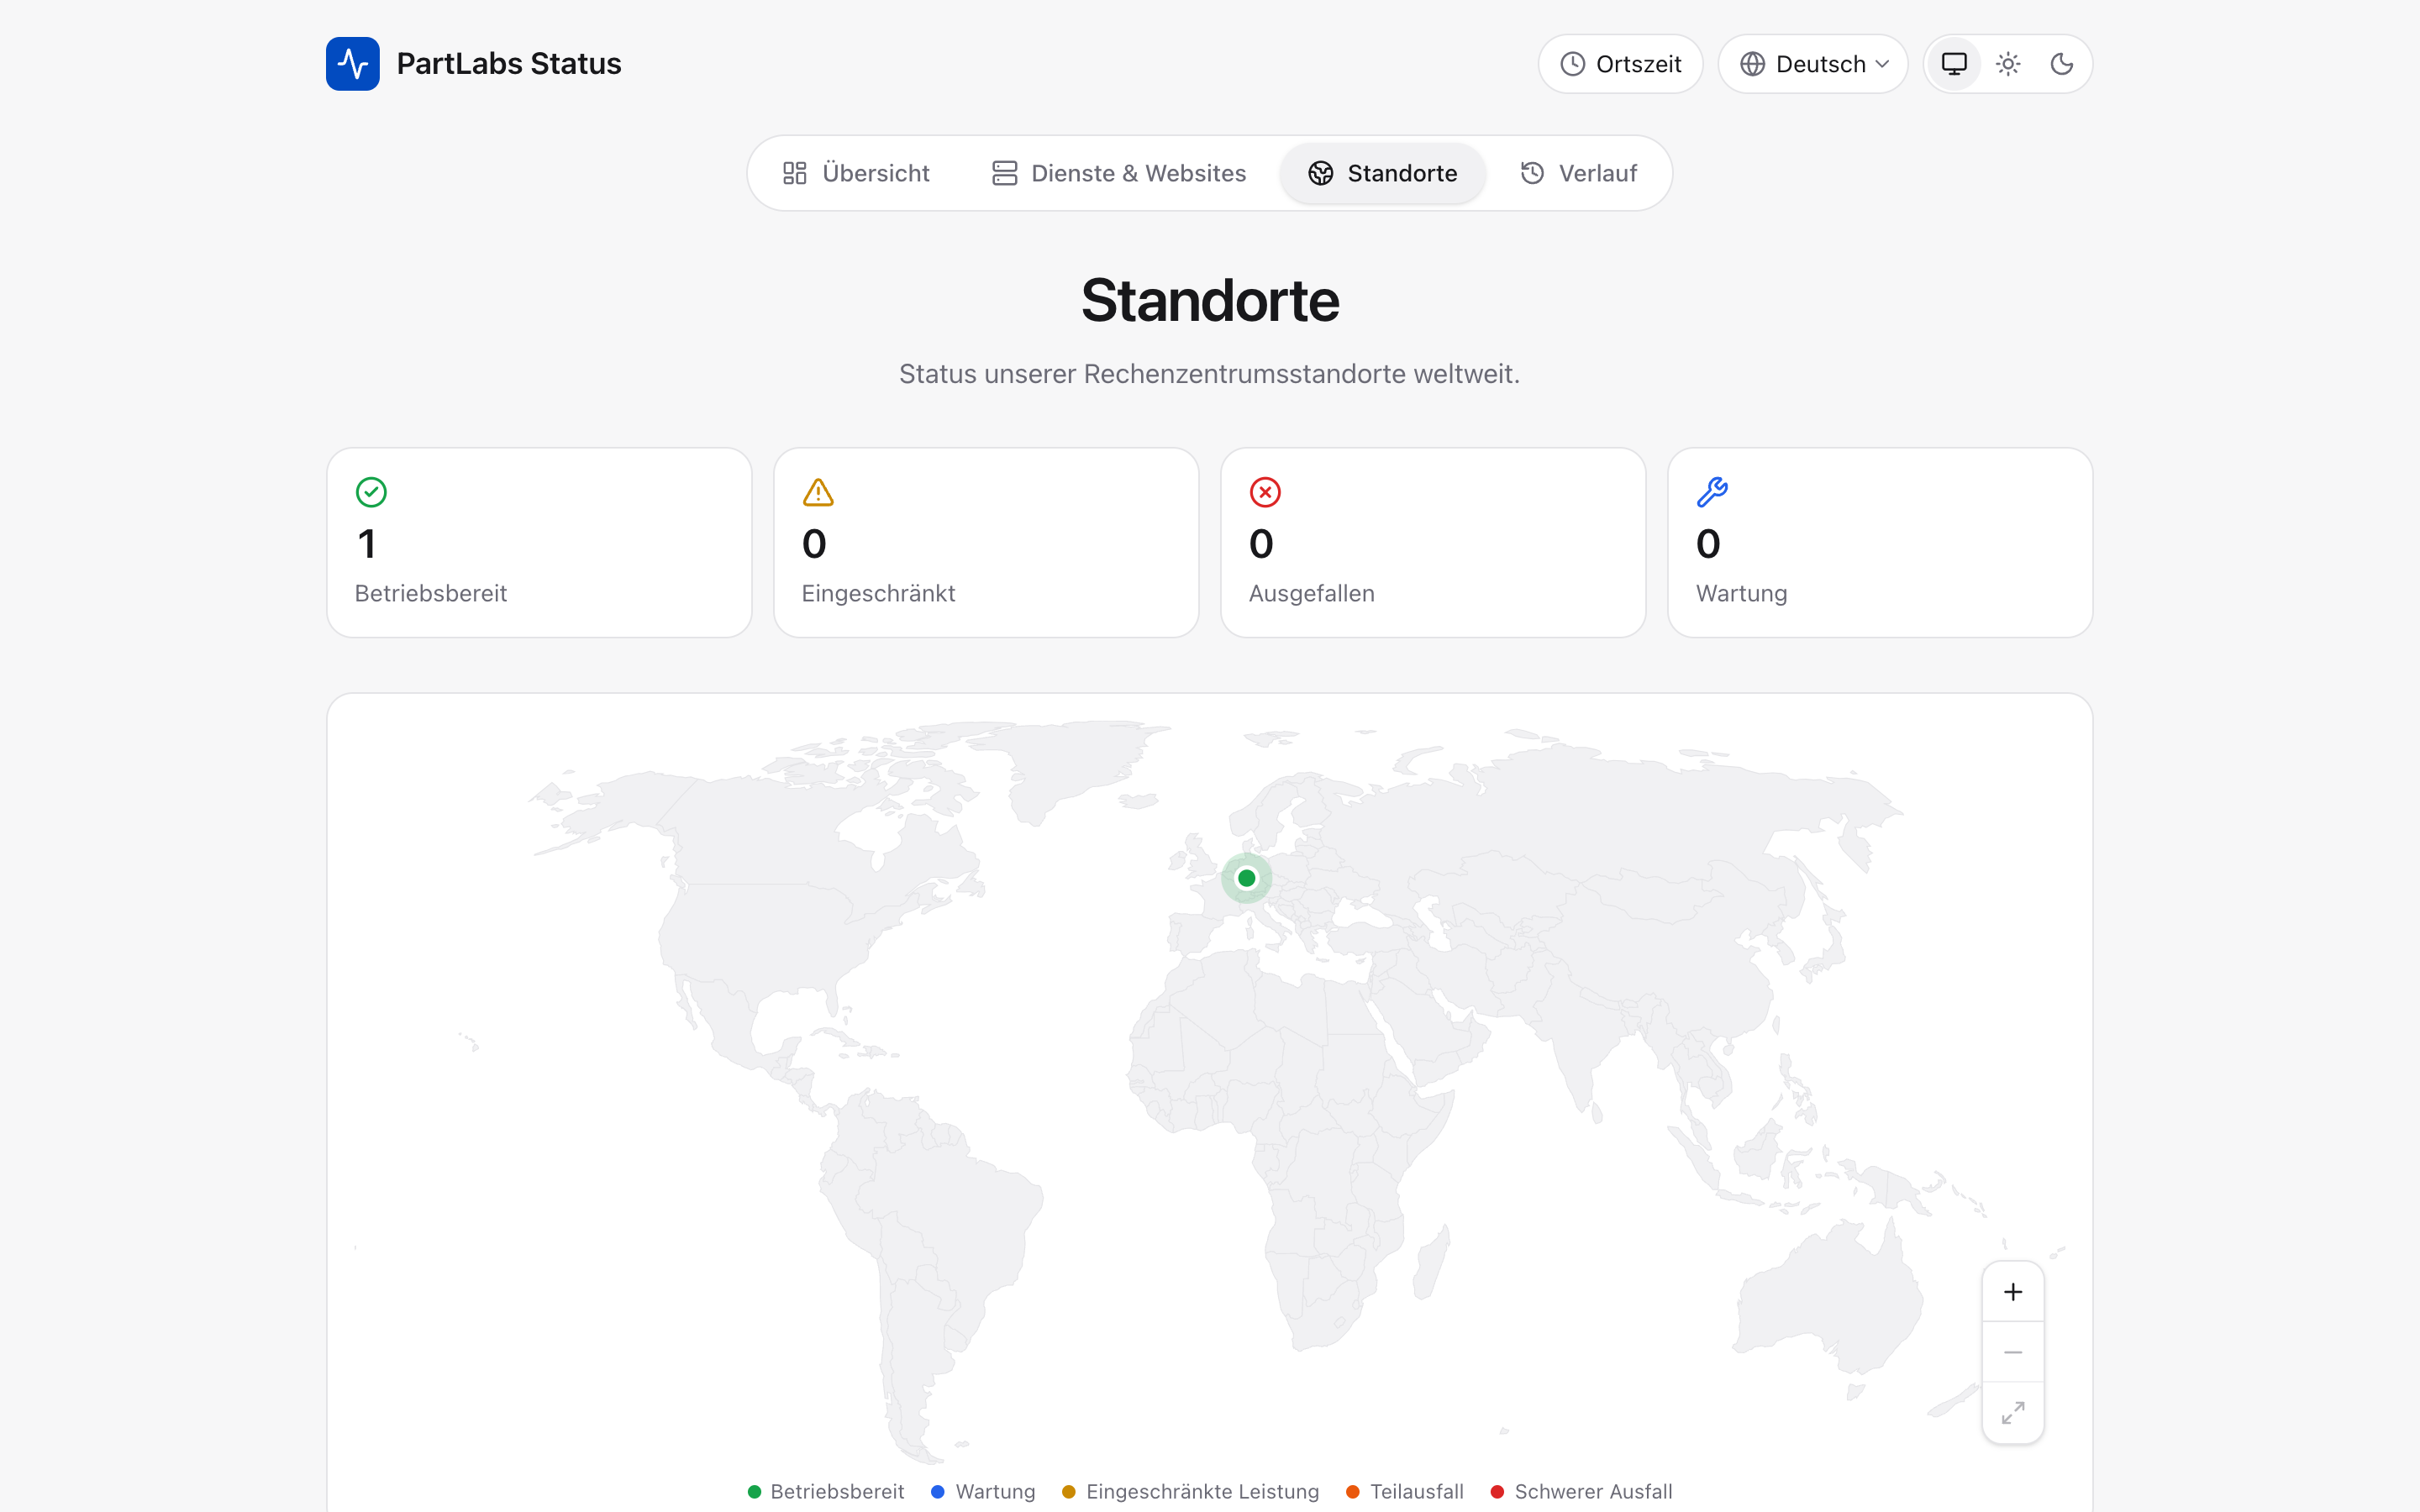 PartLabs Status
Ortszeit
Deutsch
Übersicht
Dienste & Websites
Standorte
Verlauf
Standorte
Status unserer Rechenzentrumsstandorte weltweit.
1
Betriebsbereit
0
Eingeschränkt
0
Ausgefallen
0
Wartung
Betriebsbereit
Wartung
Eingeschränkte Leistung
Teilausfall
Schwerer Ausfall